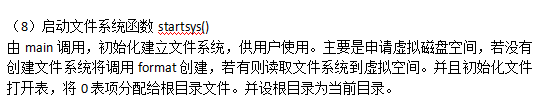 （8）启动文件系统函数 startsys()
由 main 调用，初始化建立文件系统，供用户使用。主要是申请虚拟磁盘空间，若没有
创建文件系统将调用 format 创建，若有则读取文件系统到虚拟空间。并且初始化文件
打开表，将 0 表项分配给根目录文件。并设根目录为当前目录。